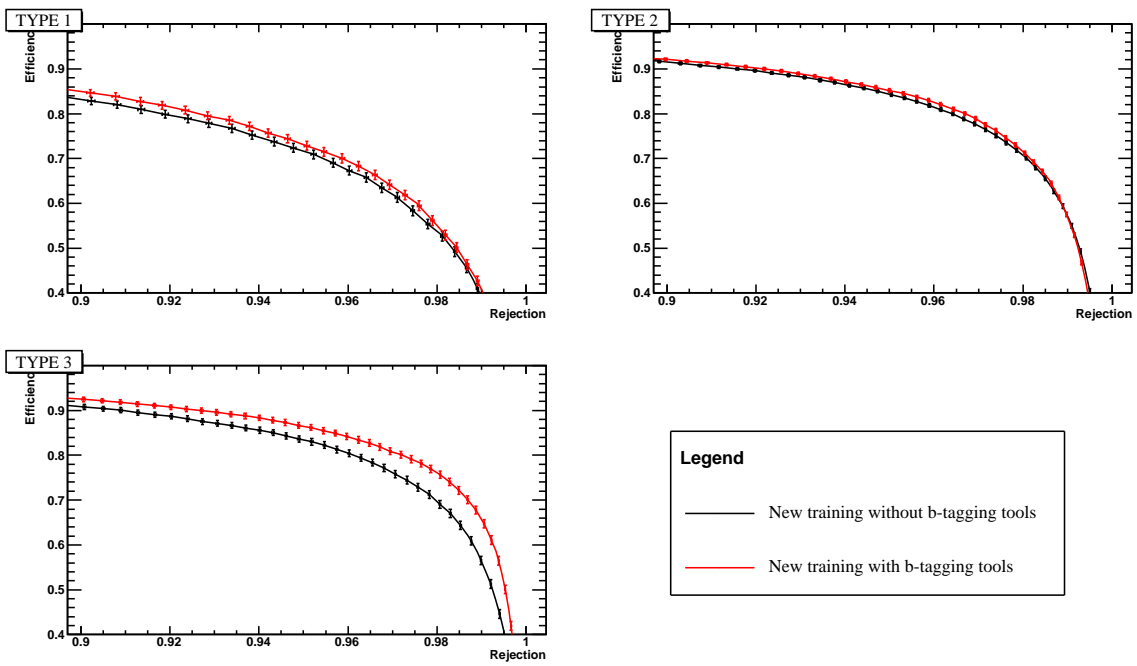 TYPE 1
Efficienc
0.9
0.8
0.7
0.6
0.5
0.4
0.9 0.92 0.94 0.96 0.98 1
Rejection
TYPE 2
Efficienc
0.9
0.8
0.7
0.6
0.5
0.4
0.9 0.92 0.94 0.96 0.98 1
Rejection
TYPE 3
Efficienc
0.9
0.8
0.7
0.6
0.5
0.4
0.9 0.92 0.94 0.96 0.98 1
Rejection
Legend
New training without b-tagging tools
New training with b-tagging tools